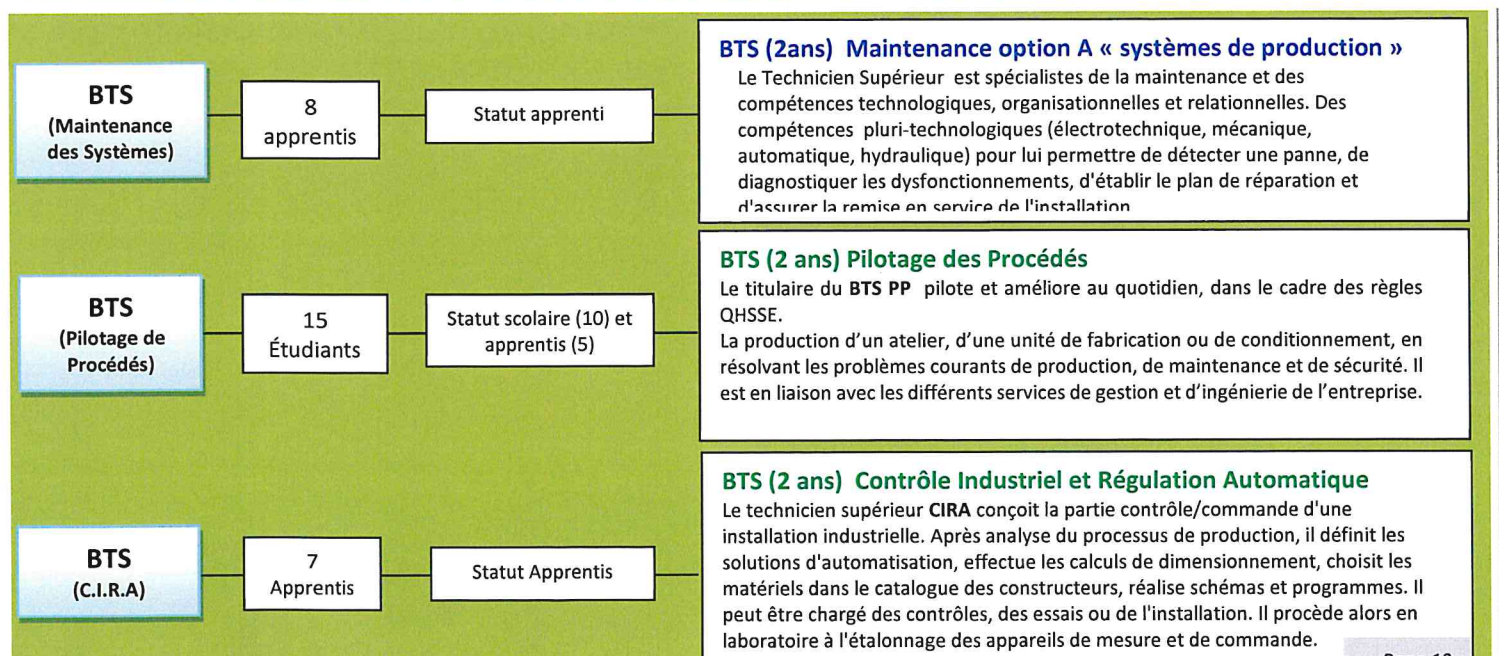 BTS
(Maintenance
des Systèmes)
8
apprentis
Statut apprenti
BTS (2ans) Maintenance option A « systèmes de production »
Le Technicien Supérieur est spécialistes de la maintenance et des
compétences technologiques, organisationnelles et relationnelles. Des
compétences pluri-technologiques (électrotechnique, mécanique,
automatique, hydraulique) pour lui permettre de détecter une panne, de
diagnostiquer les dysfonctionnements, d'établir le plan de réparation et
d'assurer la remise en service de l'installation
BTS
(Pilotage de
Procédés)
15
Étudiants
Statut scolaire (10) et
apprentis (5)
BTS (2 ans) Pilotage des Procédés
Le titulaire du BTS PP pilote et améliore au quotidien, dans le cadre des règles
QHSSE.
La production d’un atelier, d’une unité de fabrication ou de conditionnement, en
résolvant les problèmes courants de production, de maintenance et de sécurité. Il
est en liaison avec les différents services de gestion et d’ingénierie de l’entreprise.
BTS
(C.I.R.A)
7
Apprentis
Statut Apprentis
BTS (2 ans) Contrôle Industriel et Régulation Automatique
Le technicien supérieur CIRA conçoit la partie contrôle/commande d'une
installation industrielle. Après analyse du processus de production, il définit les
solutions d'automatisation, effectue les calculs de dimensionnement, choisit les
matériels dans le catalogue des constructeurs, réalise schémas et programmes. Il
peut être chargé des contrôles, des essais ou de l'installation. Il procède alors en
laboratoire à l'étalonnage des appareils de mesure et de commande.